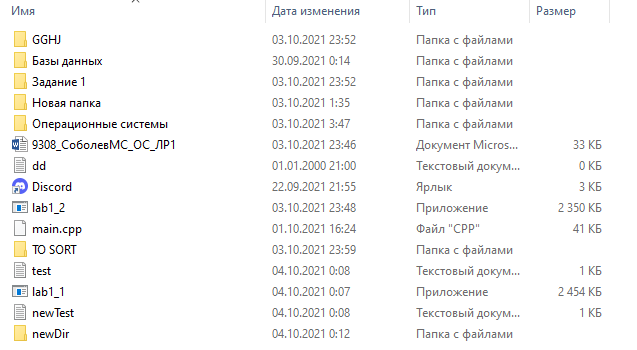 Имя Дата изменения Тип Размер
GGHJ 03.10.2021 23:52 Папка с файлами
Базы данных 30.09.2021 0:14 Папка с файлами
Задание 1 03.10.2021 23:52 Папка с файлами
Новая папка 03.10.2021 1:35 Папка с файлами
Операционные системы 03.10.2021 3:47 Папка с файлами
9308_СоболевМС_ОС_ЛР1 03.10.2021 23:46 Документ Micros... 33 КБ
dd 01.01.2000 21:00 Текстовый докум... 0 КБ
Discord 22.09.2021 21:55 Ярлык 3 КБ
lab1_2 03.10.2021 23:48 Приложение 2 350 КБ
main.cpp 01.10.2021 16:24 Файл "CPP" 41 КБ
TO SORT 03.10.2021 23:59 Папка с файлами
test 04.10.2021 0:08 Текстовый докум... 1 КБ
lab1_1 04.10.2021 0:07 Приложение 2 454 КБ
newTest 04.10.2021 0:08 Текстовый докум... 1 КБ
newDir 04.10.2021 0:12 Папка с файлами